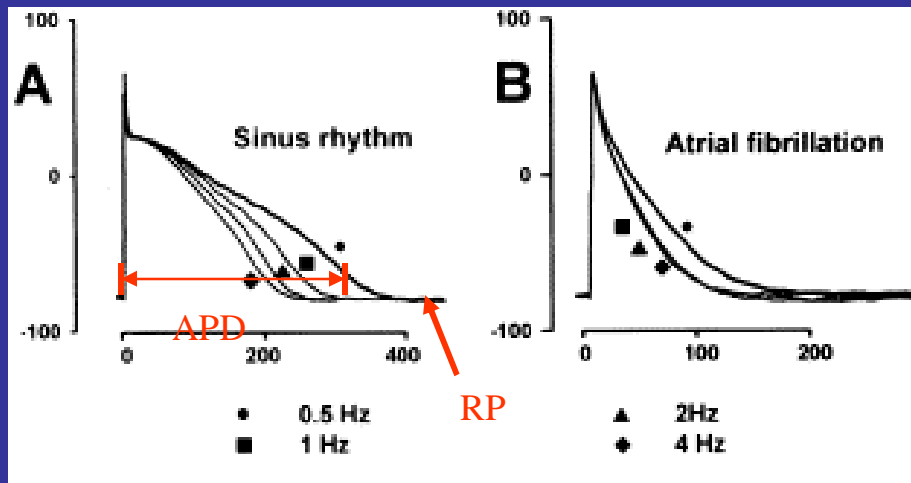 100
A
Sinus rhythm
0
-100
APD
0
200
400
RP
100
B
Atrial fibrillation
0
-100
0
100
200
0.5 Hz
1 Hz
2Hz
4 Hz